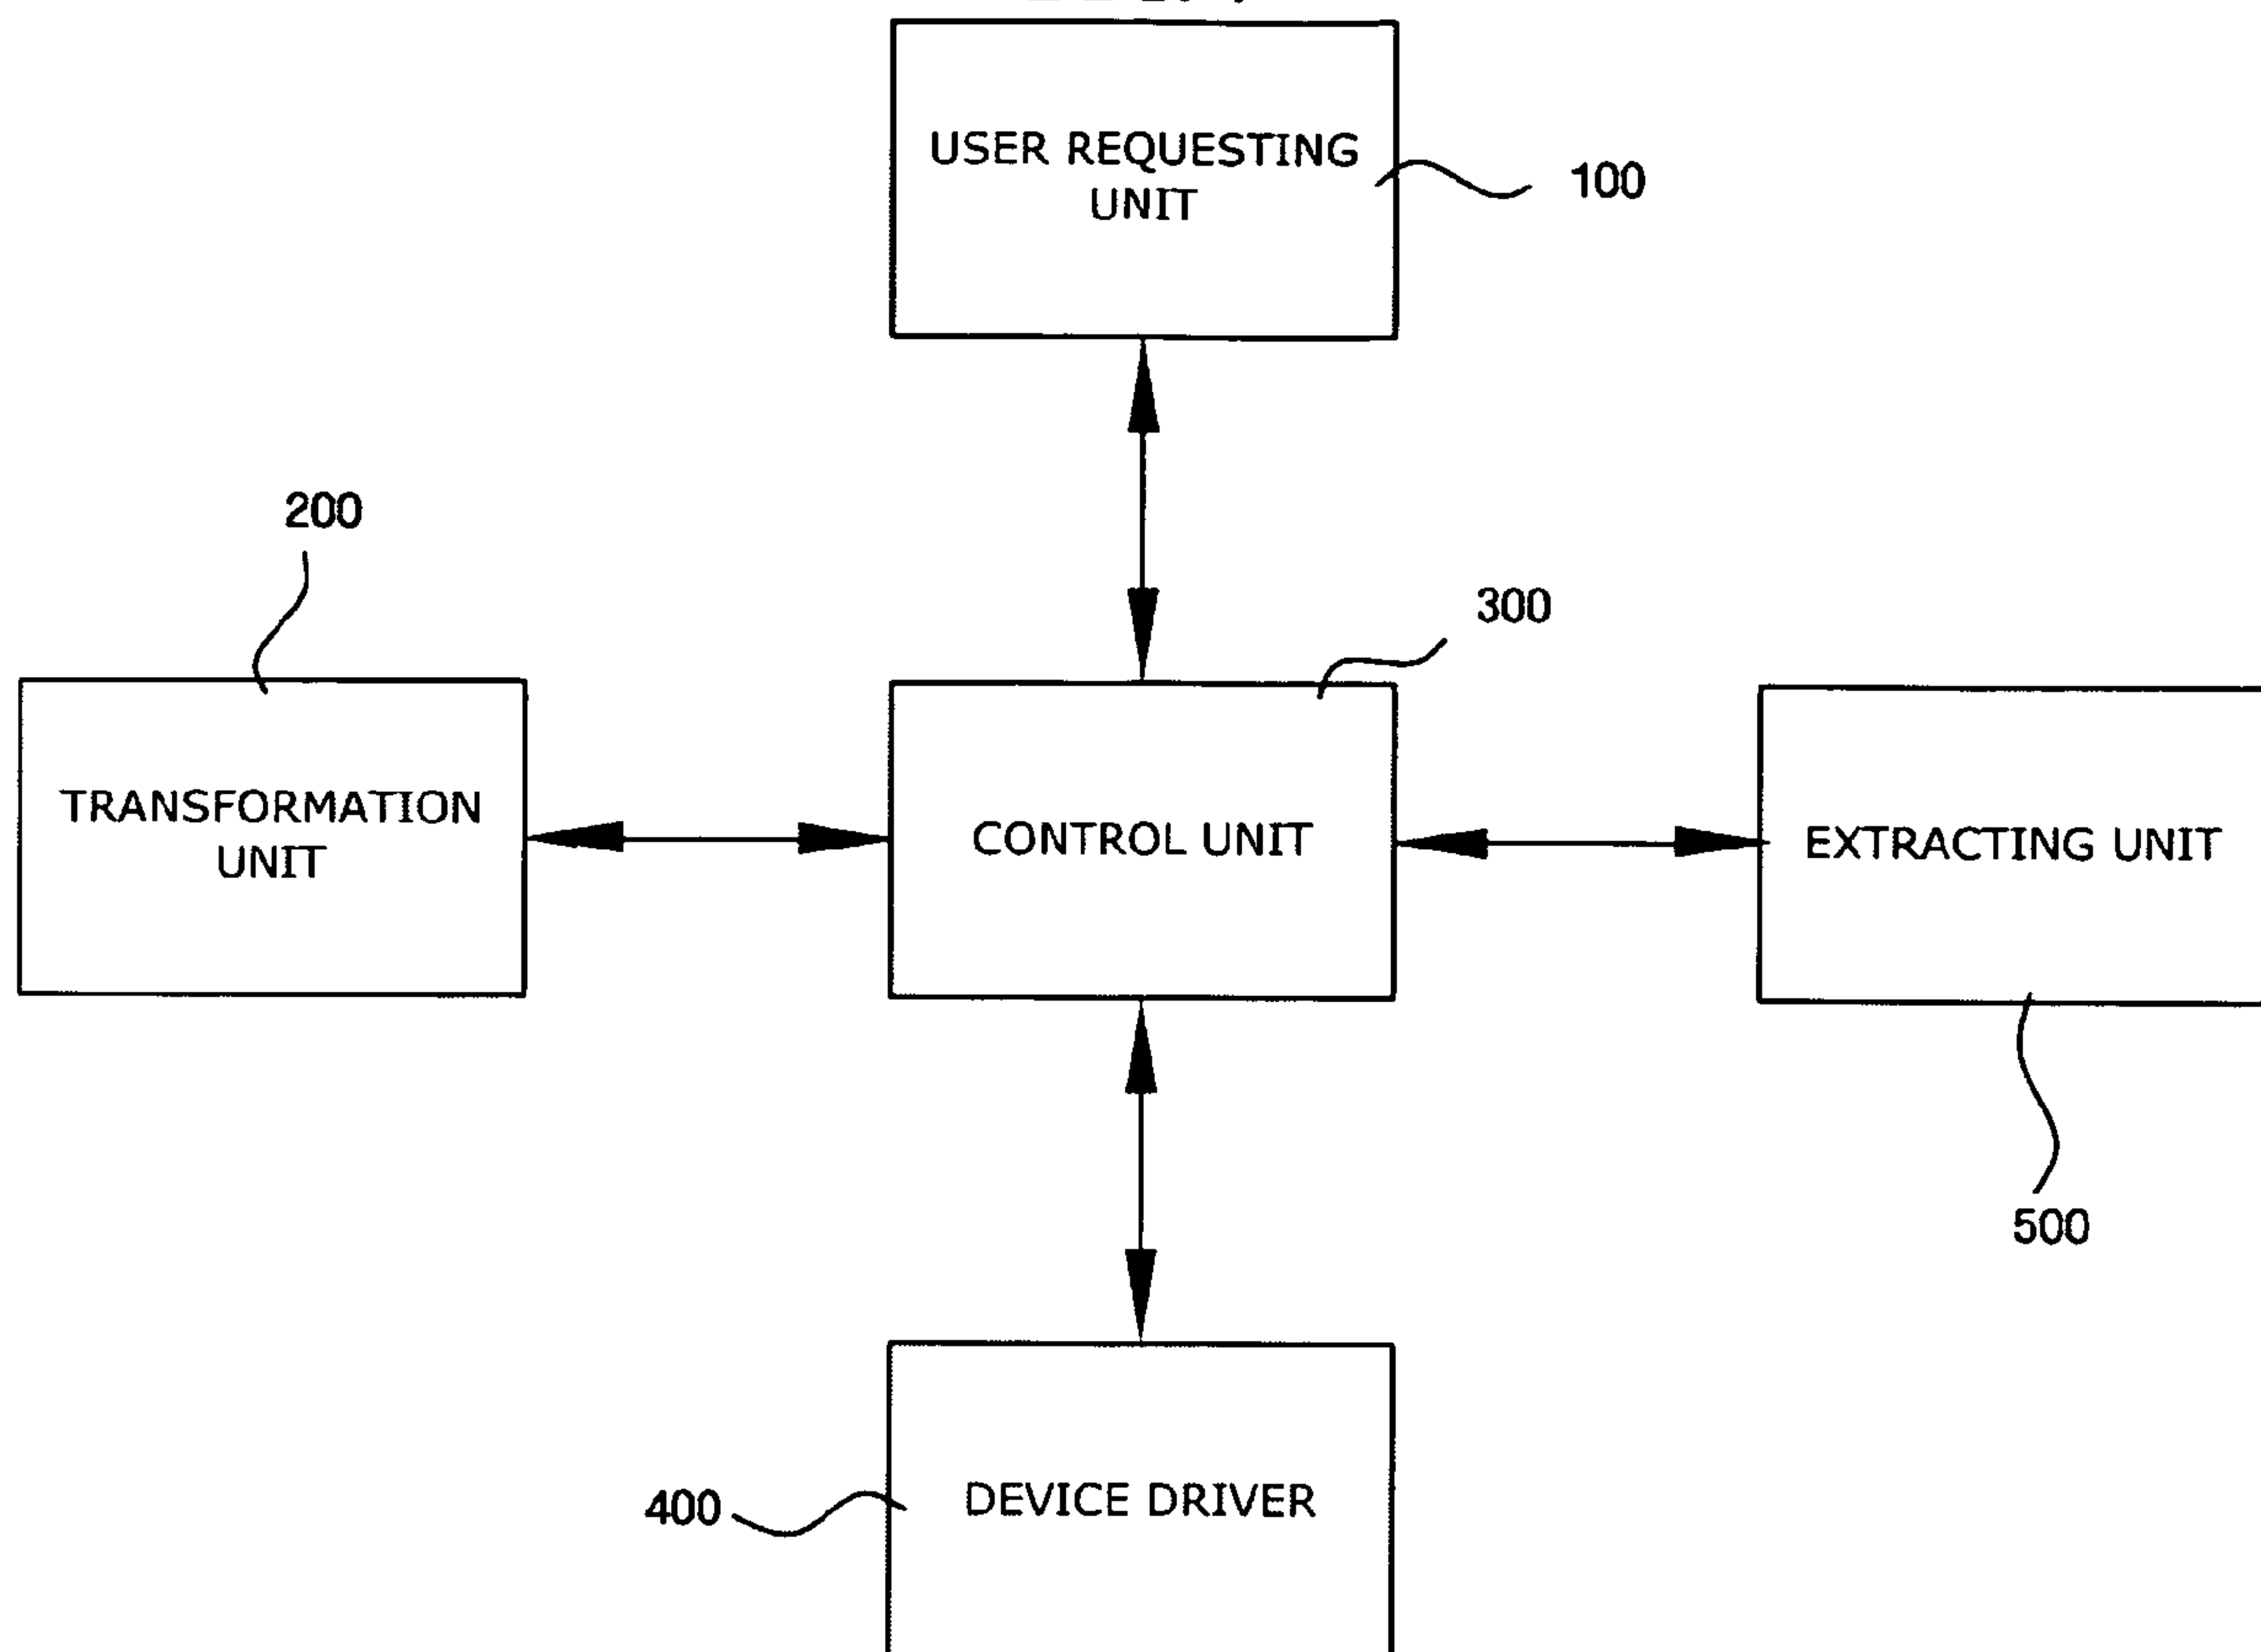 USER REQUESTING
UNIT
100
200
300
TRANSFORMATION
UNIT
CONTROL UNIT
EXTRACTING UNIT
500
400
DEVICE DRIVER